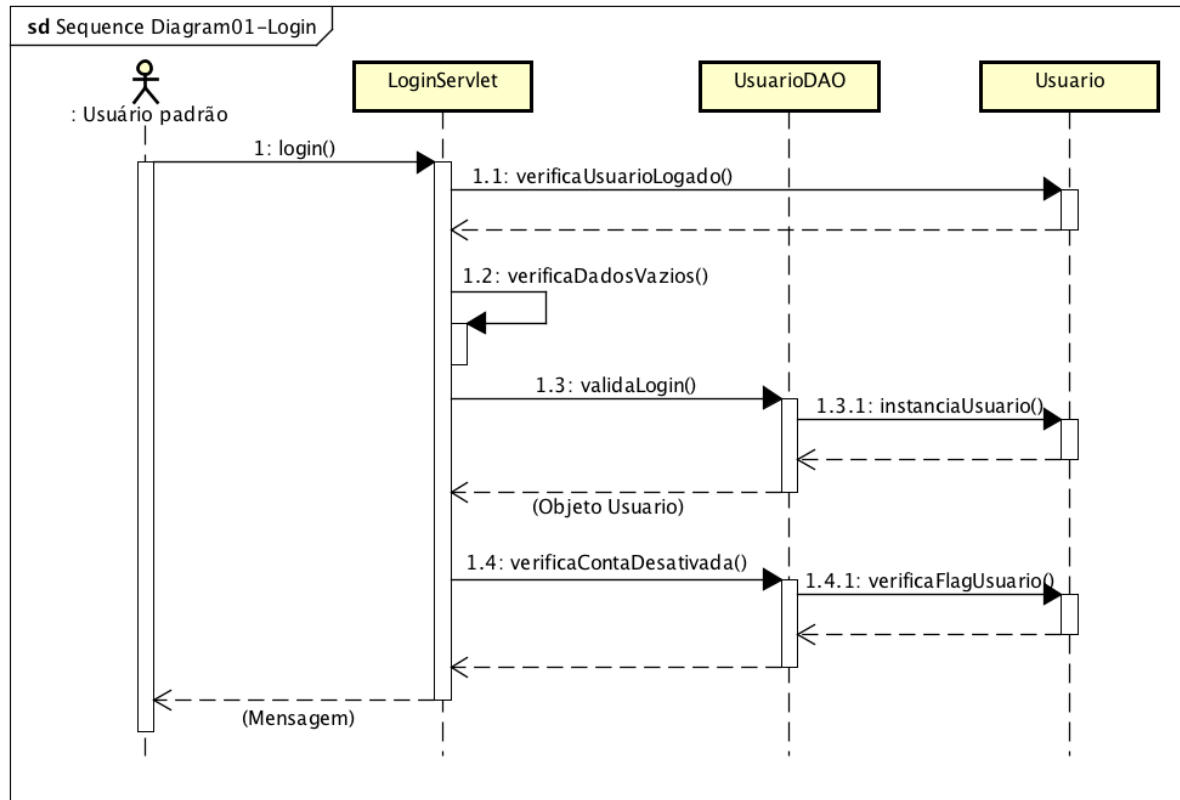 sd Sequence Diagram01-Login
: Usuário padrão
LoginServlet
UsuarioDAO
Usuario
1: login()
1.1: verificaUsuarioLogado()
1.2: verificaDadosVazios()
1.3: validaLogin()
1.3.1: instanciaUsuario()
(Objeto Usuario)
1.4: verificaContaDesativada()
1.4.1: verificaFlagUsuario()
(Mensagem)